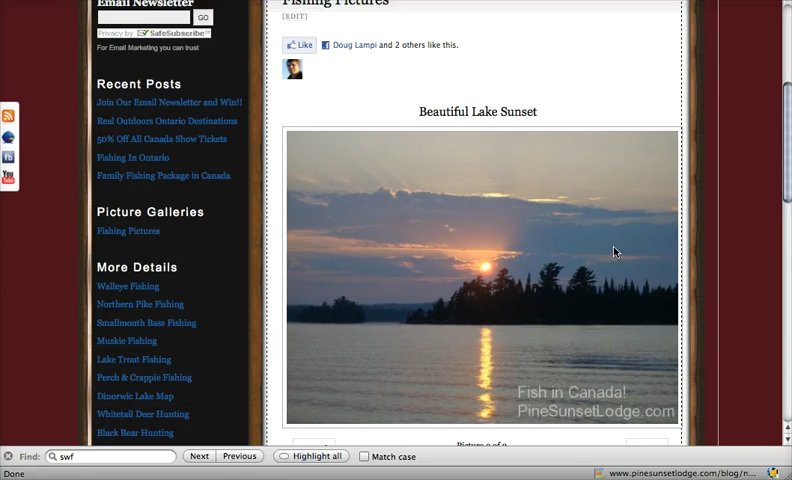 Email Newsletter
GO
Privacy by SafeSubscribe
For Email Marketing you can trust
Recent Posts
Join Our Email Newsletter and Win!!
Real Outdoors Ontario Destinations
50% Off All Canada Show Tickets
Fishing In Ontario
Family Fishing Package in Canada
Picture Galleries
Fishing Pictures
More Details
Walleye Fishing
Northern Pike Fishing
Smallmouth Bass Fishing
Muskie Fishing
Lake Trout Fishing
Perch & Crappie Fishing
Dinorwic Lake Map
Whitetail Deer Hunting
Black Bear Hunting
Fishing Pictures
[EDIT]
Like
Doug Lampi and 2 others like this.
Beautiful Lake Sunset
Fish in Canada!
PineSunsetLodge.com
You Tube
Find: swf Next Previous Highlight all Match case
Done
www.pinesunsetlodge.com/blog/n...